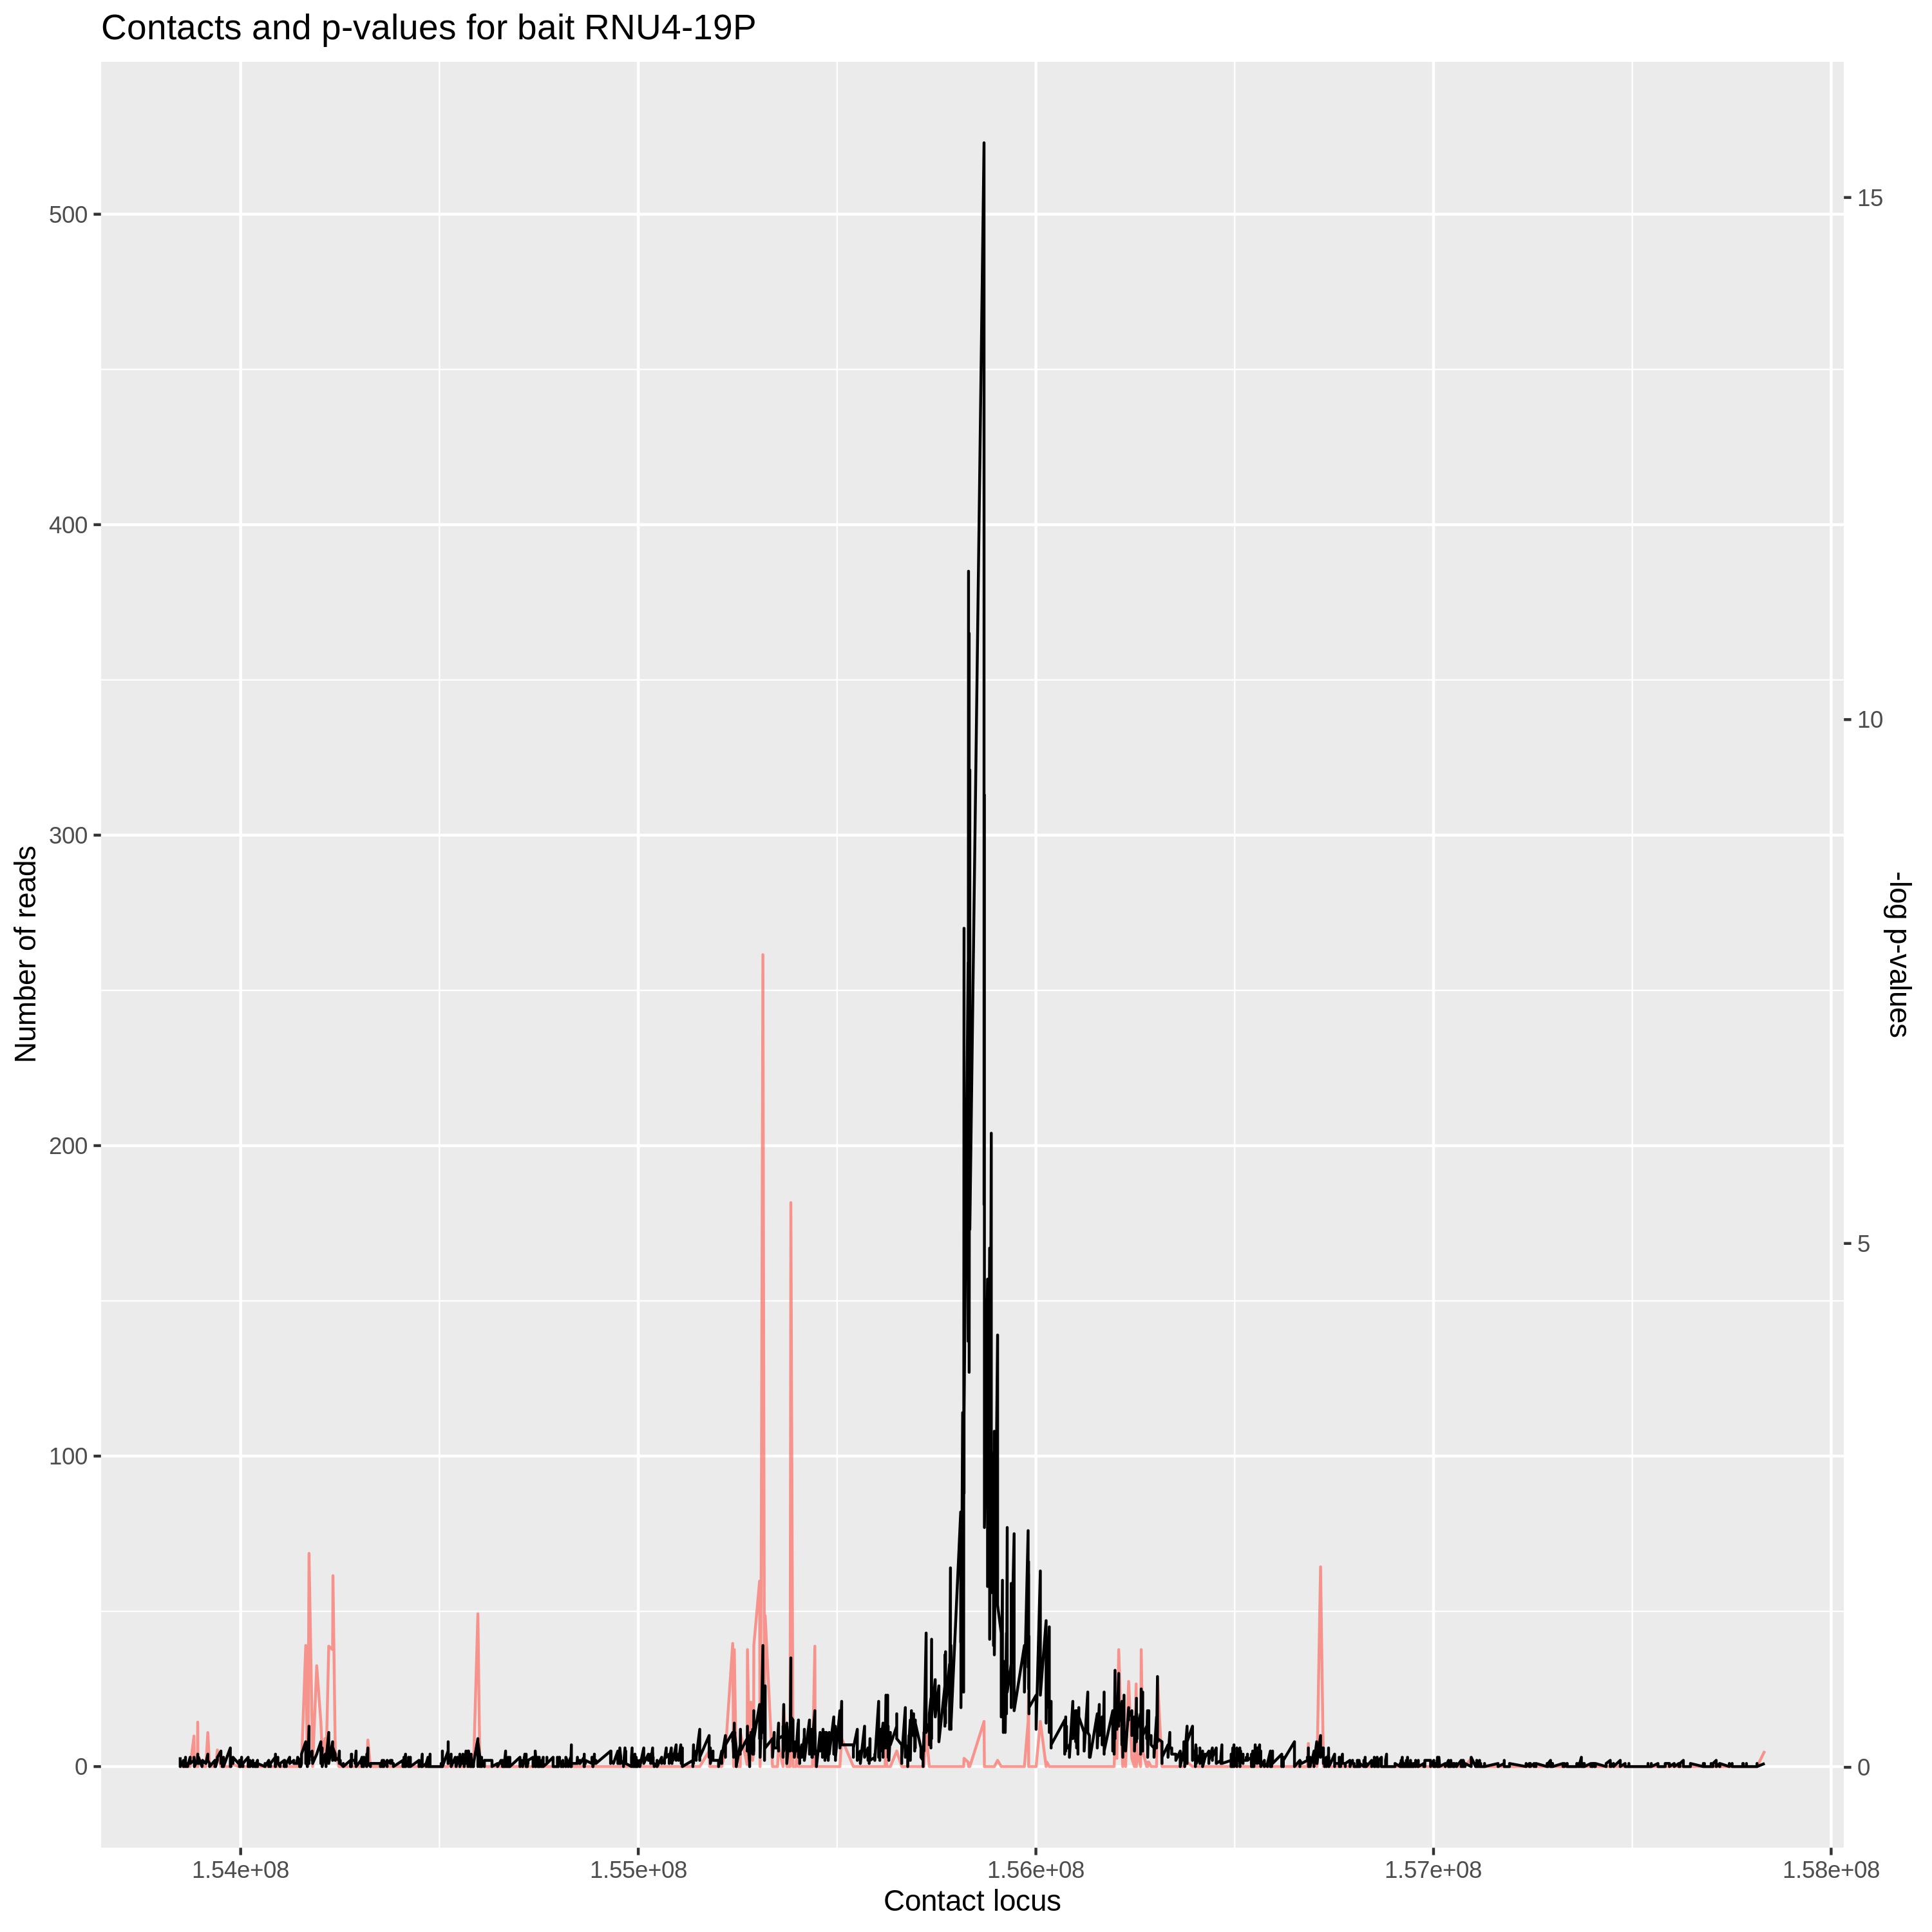 Contacts and p-values for bait RNU4-19P
Number of reads
500
400
300
200
100
0
15
10
5
0
-log p-values
1.54e+08
1.55e+08
1.56e+08
1.57e+08
1.58e+08
Contact locus